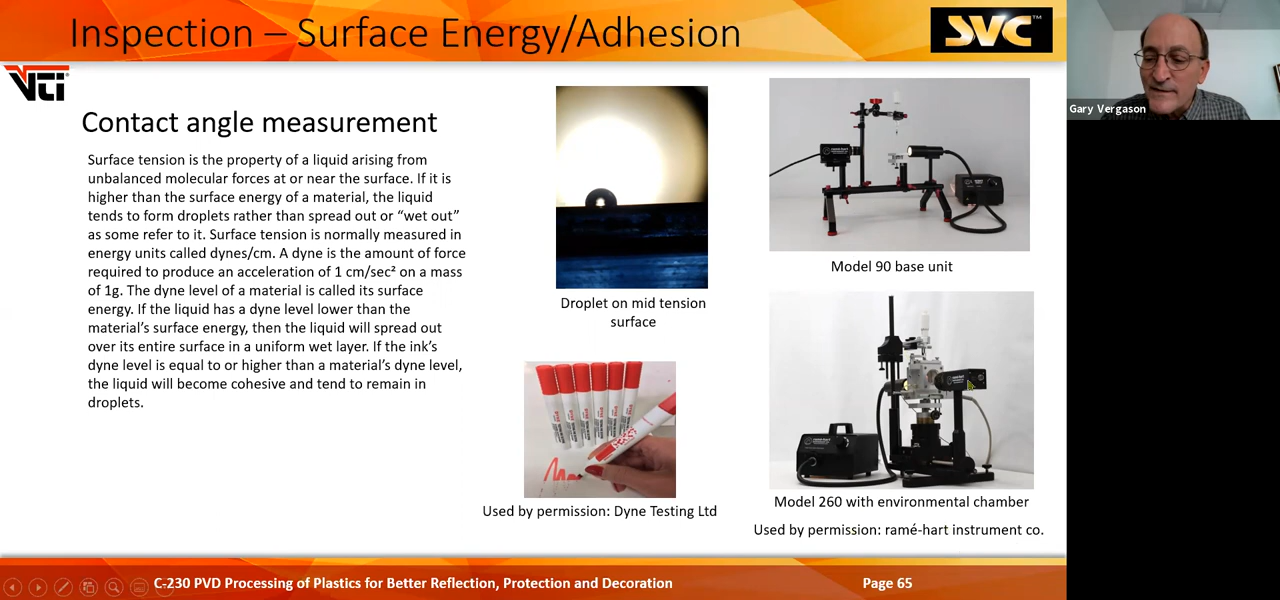 Inspection – Surface Energy/Adhesion
SVC™
Gary Vergason
VTi
Contact angle measurement
Surface tension is the property of a liquid arising from
unbalanced molecular forces at or near the surface. If it is
higher than the surface energy of a material, the liquid
tends to form droplets rather than spread out or “wet out”
as some refer to it. Surface tension is normally measured in
energy units called dynes/cm. A dyne is the amount of force
required to produce an acceleration of 1 cm/sec² on a mass
of 1g. The dyne level of a material is called its surface
energy. If the liquid has a dyne level lower than the
material’s surface energy, then the liquid will spread out
over its entire surface in a uniform wet layer. If the ink’s
dyne level is equal to or higher than a material’s dyne level,
the liquid will become cohesive and tend to remain in
droplets.
Droplet on mid tension
surface
Used by permission: Dyne Testing Ltd
Model 90 base unit
Model 260 with environmental chamber
Used by permission: ramé-hart instrument co.
C-230 PVD Processing of Plastics for Better Reflection, Protection and Decoration
Page 65